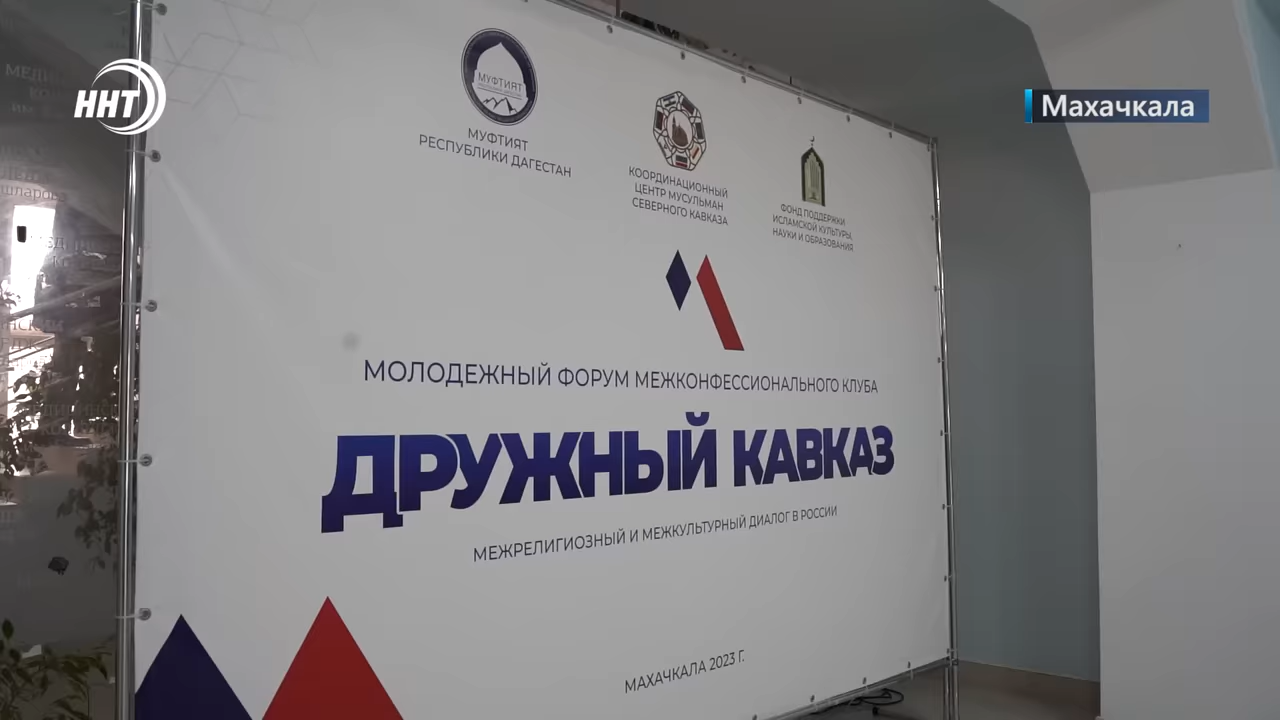 ННТ
Махачкала
МУФТИЯТ
МУФТИЯТ
РЕСПУБЛИКИ ДАГЕСТАН
КООРДИНАЦИОННЫЙ
ЦЕНТР МУСУЛЬМАН
СЕВЕРНОГО КАВКАЗА
ФОНД ПОДДЕРЖКИ
ИСЛАМСКОЙ КУЛЬТУРЫ,
НАУКИ И ОБРАЗОВАНИЯ
МОЛОДЕЖНЫЙ ФОРУМ МЕЖКОНФЕССИОНАЛЬНОГО КЛУБА
ДРУЖНЫЙ КАВКАЗ
МЕЖРЕЛИГИОЗНЫЙ И МЕЖКУЛЬТУРНЫЙ ДИАЛОГ В РОССИИ
МАХАЧКАЛА 2023 Г.